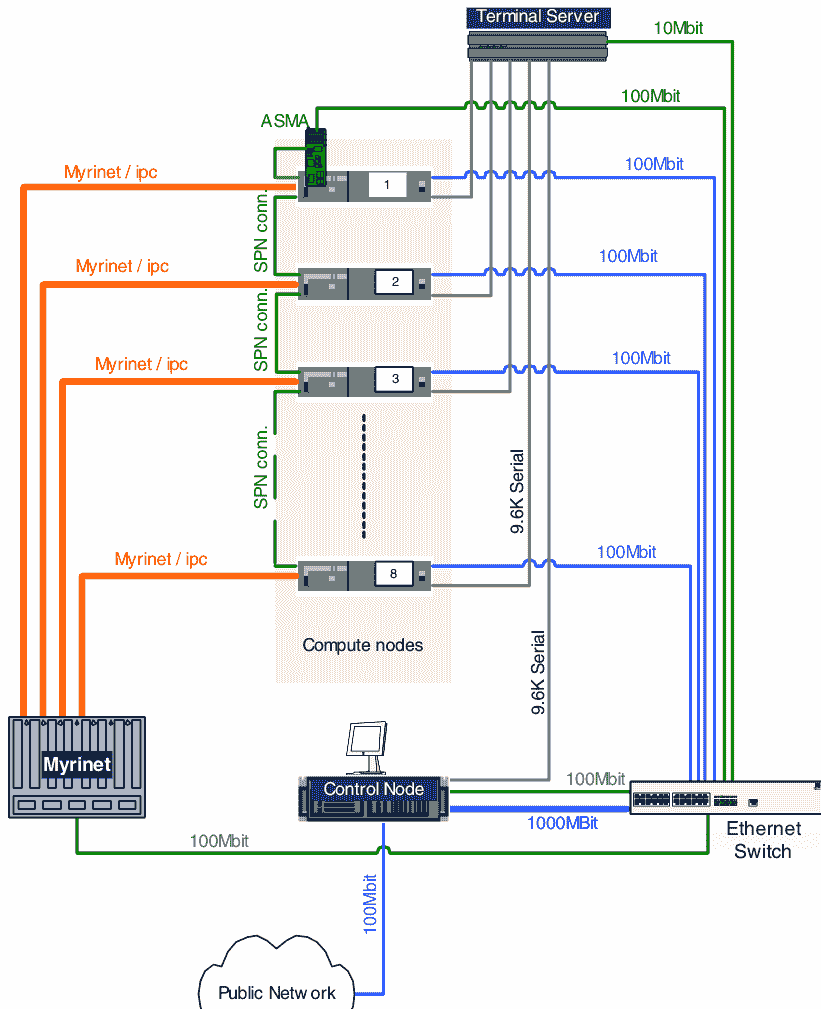 Terminal Server
10Mbit
100Mbit
ASMA
100Mbit
Myrinet / ipc
1
SPN conn.
100Mbit
Myrinet / ipc
2
SPN conn.
100Mbit
Myrinet / ipc
3
SPN conn.
9.6K Serial
100Mbit
Myrinet / ipc
8
Compute nodes
9.6K Serial
Myrinet
Control Node
100Mbit
1000MBit
Ethernet
Switch
100Mbit
100Mbit
Public Network